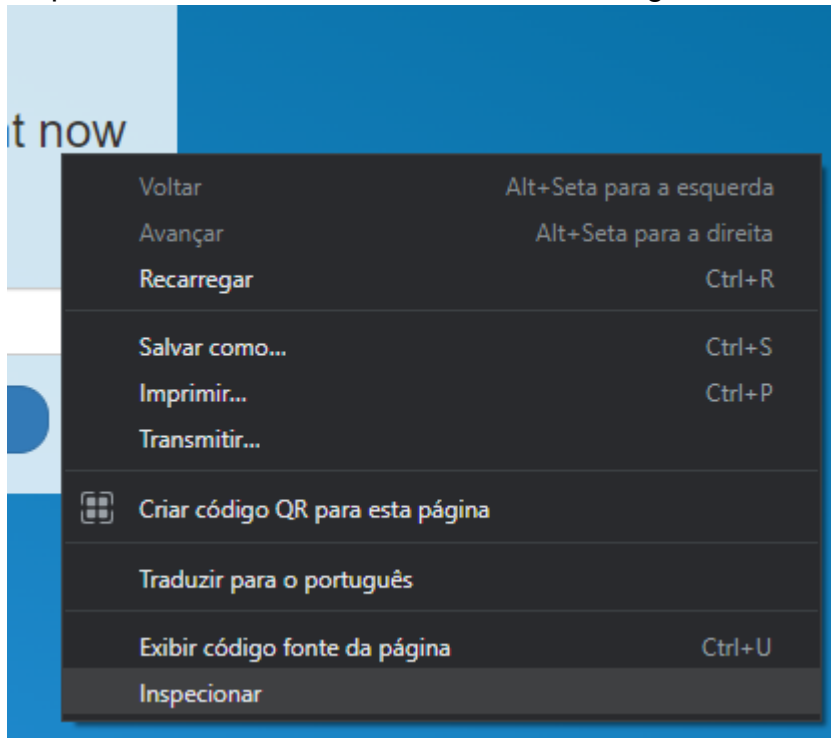 t now
Voltar Alt+Seta para a esquerda
Avançar Alt+Seta para a direita
Recarregar Ctrl+R
Salvar como... Ctrl+S
Imprimir... Ctrl+P
Transmitir...
Criar código QR para esta página
Traduzir para o português
Exibir código fonte da página Ctrl+U
Inspecionar